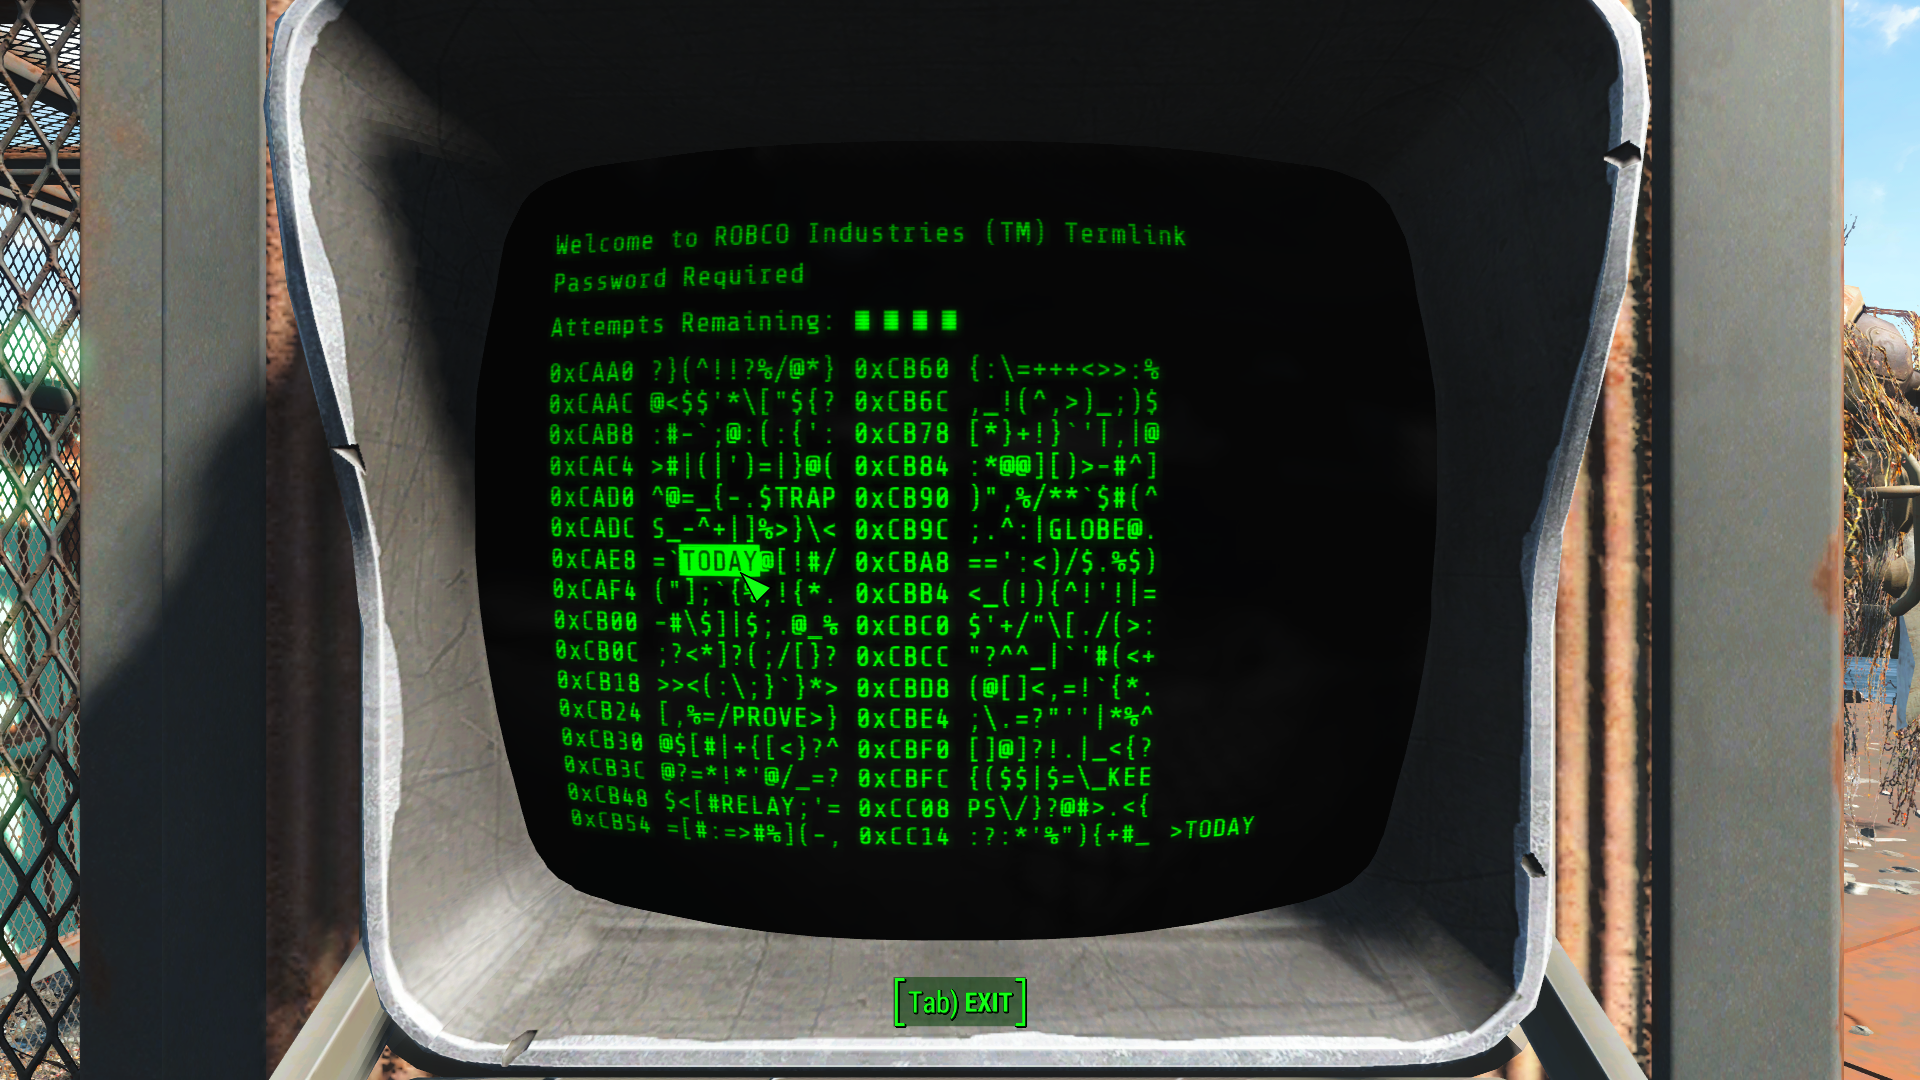 Welcome to ROBCO Industries (TM) Termlink
Password Required
Attempts Remaining: ■ ■ ■ ■
0xCAA0 ?}(^!!?%/@*} 0xCB60 {:\=+++<>>:%
0xCAAC @<$$'*\["${? 0xCB6C ,_!(^,>)_;)$
0xCAB8 :#-`;@:(:{': 0xCB78 [*}+!}`'|,|@
0xCAC4 >#|(|')=|}@( 0xCB84 :*@@][)>-#^]
0xCAD0 ^@=_{-.$TRAP 0xCB90 )",%/**`$#(^
0xCADC S_-^+|]%>}\< 0xCB9C ;.^:|GLOBE@.
0xCAE8 =`TODAY@[!#/ 0xCBA8 ==':<)/$.%$)
0xCAF4 ("];`{ ,!{*. 0xCBB4 <_(!){^!'!|=
0xCB00 -#\$]|$;.@_% 0xCBC0 $'+/"\[./(>:
0xCB0C ;?<*]?(;/[}? 0xCBCC "?^^_|`'#(<+
0xCB18 >><(:\;}`}*> 0xCBD8 (@[]<,=!`{*.
0xCB24 [,%=/PROVE>} 0xCBE4 ;\.=?"''|*%^
0xCB30 @$[#|+{[<}?^ 0xCBF0 []@]?!.|_<{?
0xCB3C @?=*!*'@/_=? 0xCBFC {($$|$=\_KEE
0xCB48 $<[#RELAY;'= 0xCC08 PS\/}?@#>.<{
0xCB54 =[#:=>#%](-, 0xCC14 :?:*'%"){+#_ >TODAY
[Tab) EXIT]